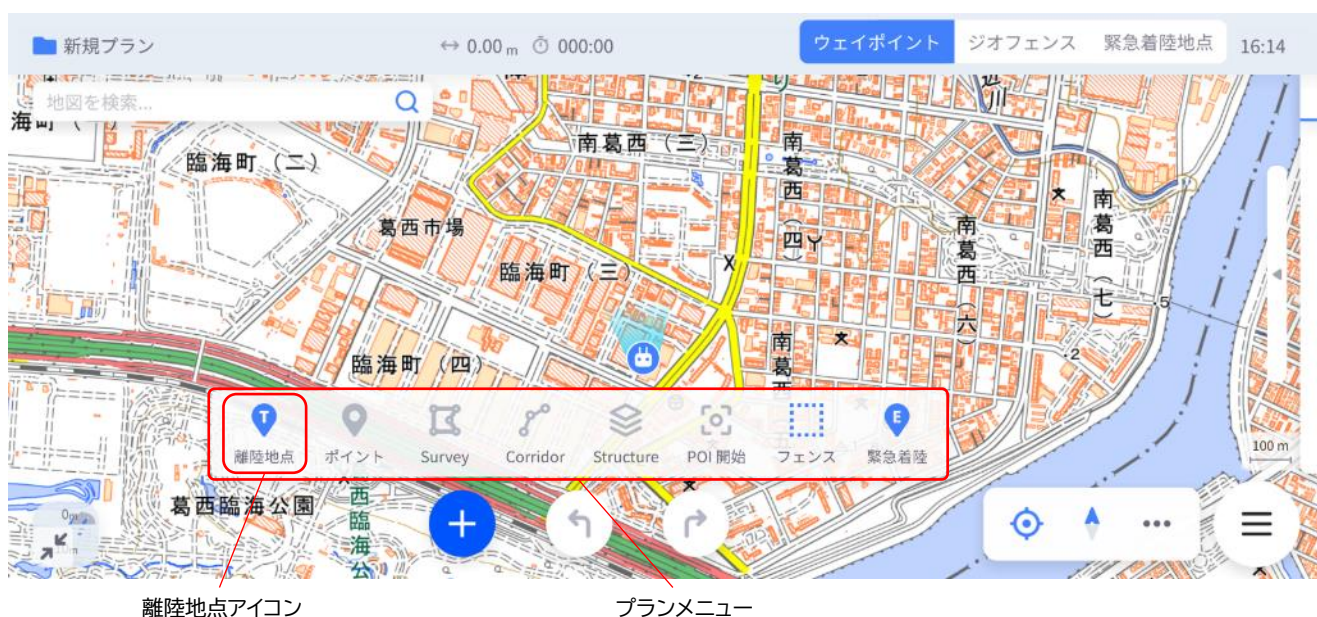 新規プラン
↔ 0.00 m 000:00
ウェイポイント ジオフェンス 緊急着陸地点 16:14
地図を検索...
海町（
臨海町（二）
南葛西（三）
南葛西（四）
南葛西（六）
南葛西（七）
辺川
葛西市場
臨海町（三）
.5
.2
臨海町（四）
南葛西
T E
離陸地点 ポイント Survey Corridor Structure POI 開始 フェンス 緊急着陸
100 m
葛西臨海公園
西臨海公
0m
離陸地点アイコン プランメニュー